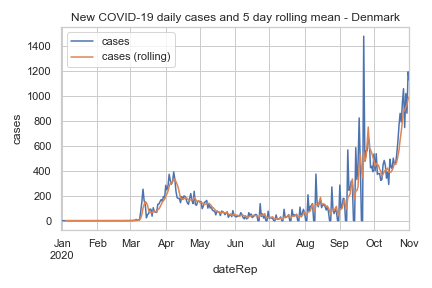 New COVID-19 daily cases and 5 day rolling mean - Denmark
cases
cases (rolling)
1400
1200
1000
800
600
400
200
0
cases
Jan Feb Mar Apr May Jun Jul Aug Sep Oct Nov
2020
dateRep